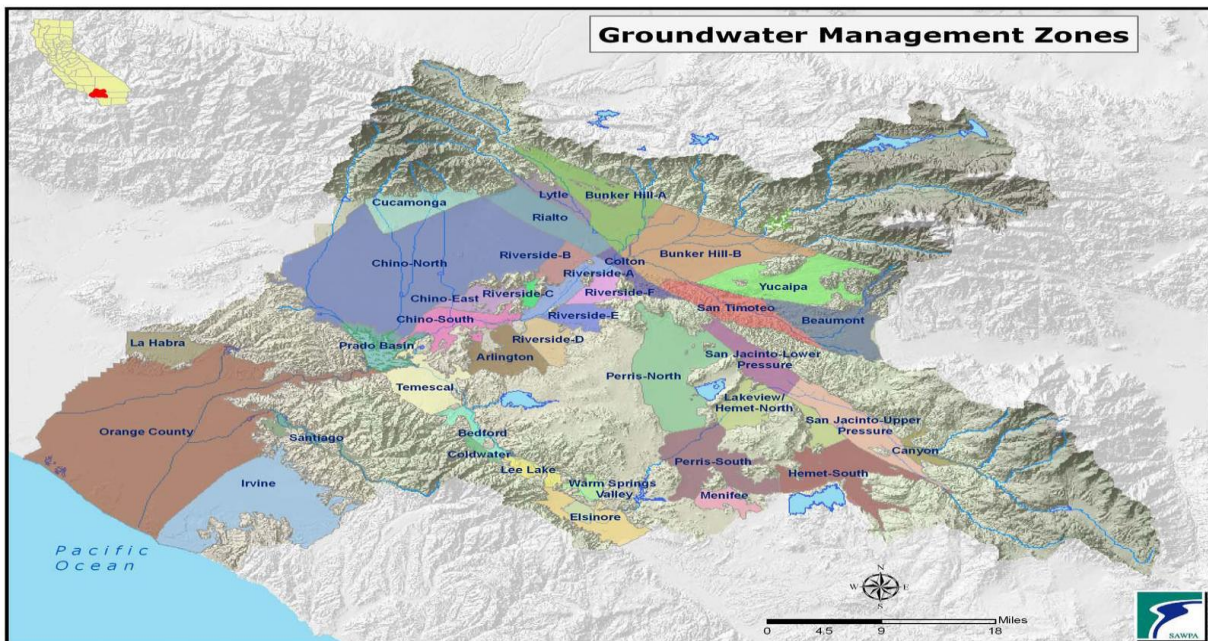 Groundwater Management Zones
Lytle
Bunker Hill-A
Cucamonga
Rialto
Riverside-B
Bunker Hill-B
Chino-North
Colton
Riverside-A
Yucaipa
Chino-East
Riverside-C
Riverside-F
San Timoteo
Chino-South
Riverside-E
Beaumont
La Habra
Prado Basin
Riverside-D
Arlington
San Jacinto-Lower
Pressure
Perris-North
Temescal
Lakeview/
Hemet-North
San Jacinto-Upper
Pressure
Orange County
Santiago
Bedford
Coldwater
Canyon
Lee Lake
Perris-South
Hemet-South
Irvine
Warm Springs
Valley
Menifee
Elsinore
Pacific
Ocean
N
W
E
S
Miles
0
4.5
9
18
SAWPA